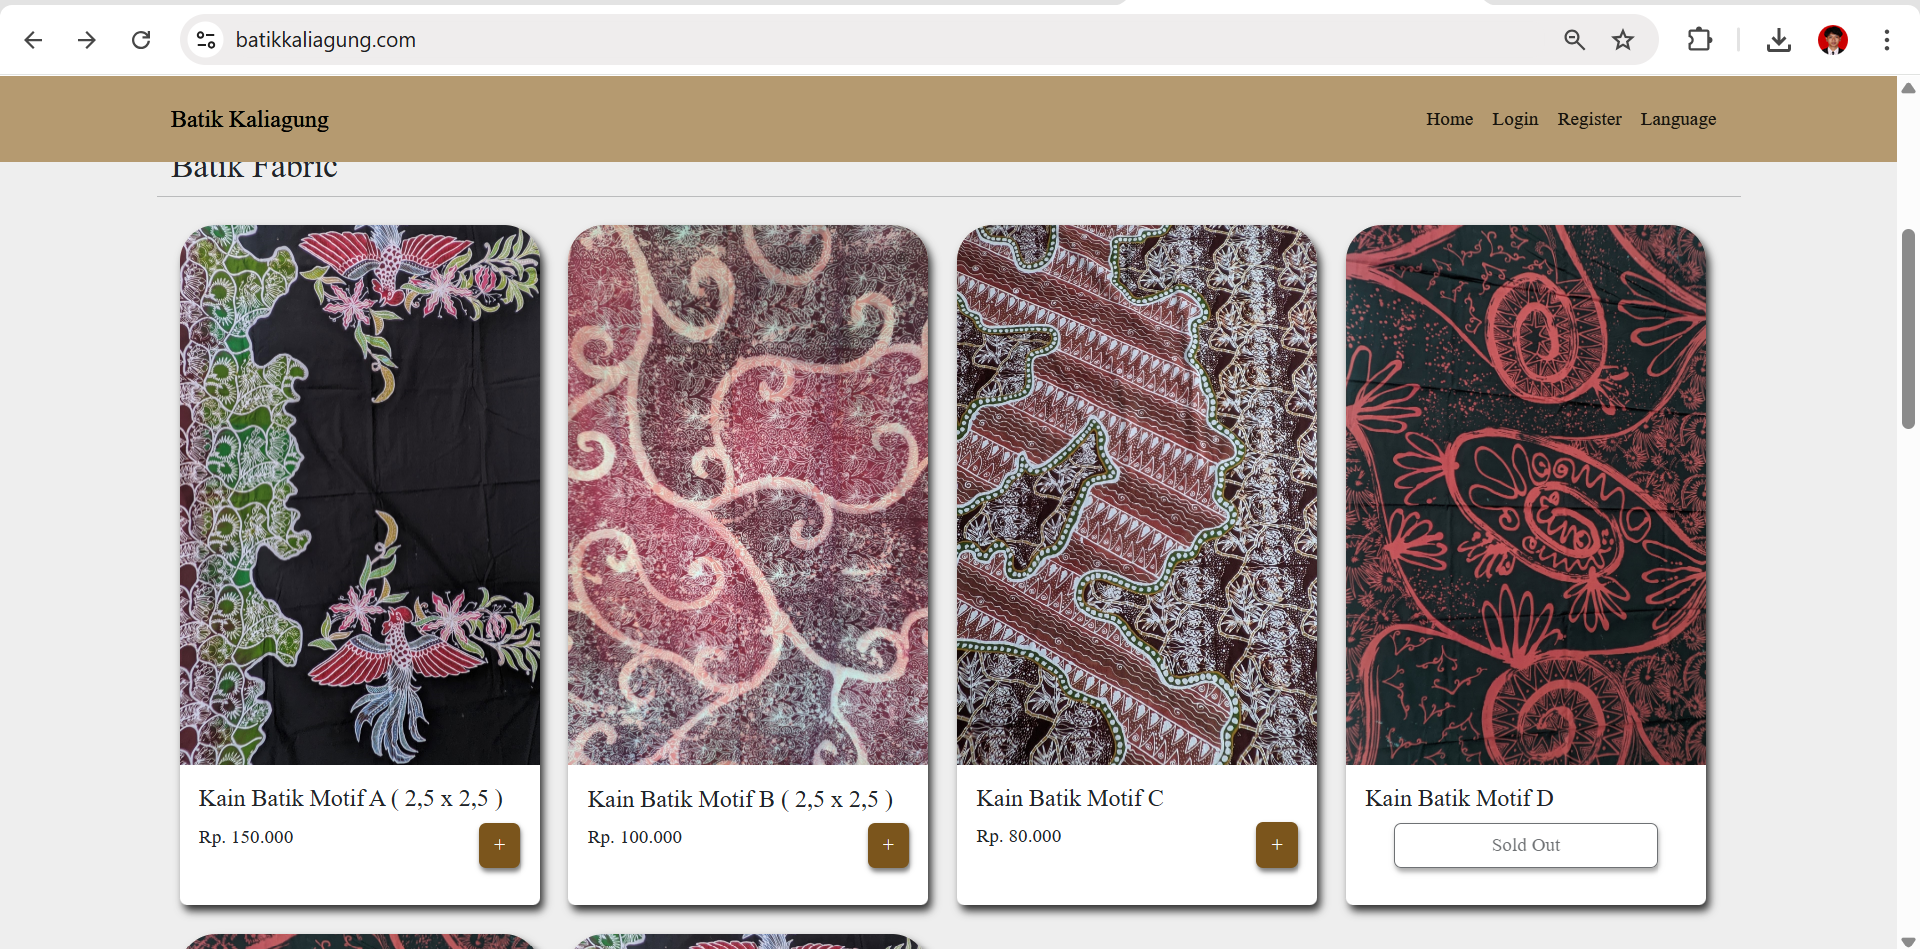 batikkaliagung.com
Batik Kaliagung
Home Login Register Language
Batik Fabric
Kain Batik Motif A ( 2,5 x 2,5 )
Rp. 150.000
+
Kain Batik Motif B ( 2,5 x 2,5 )
Rp. 100.000
+
Kain Batik Motif C
Rp. 80.000
+
Kain Batik Motif D
Sold Out